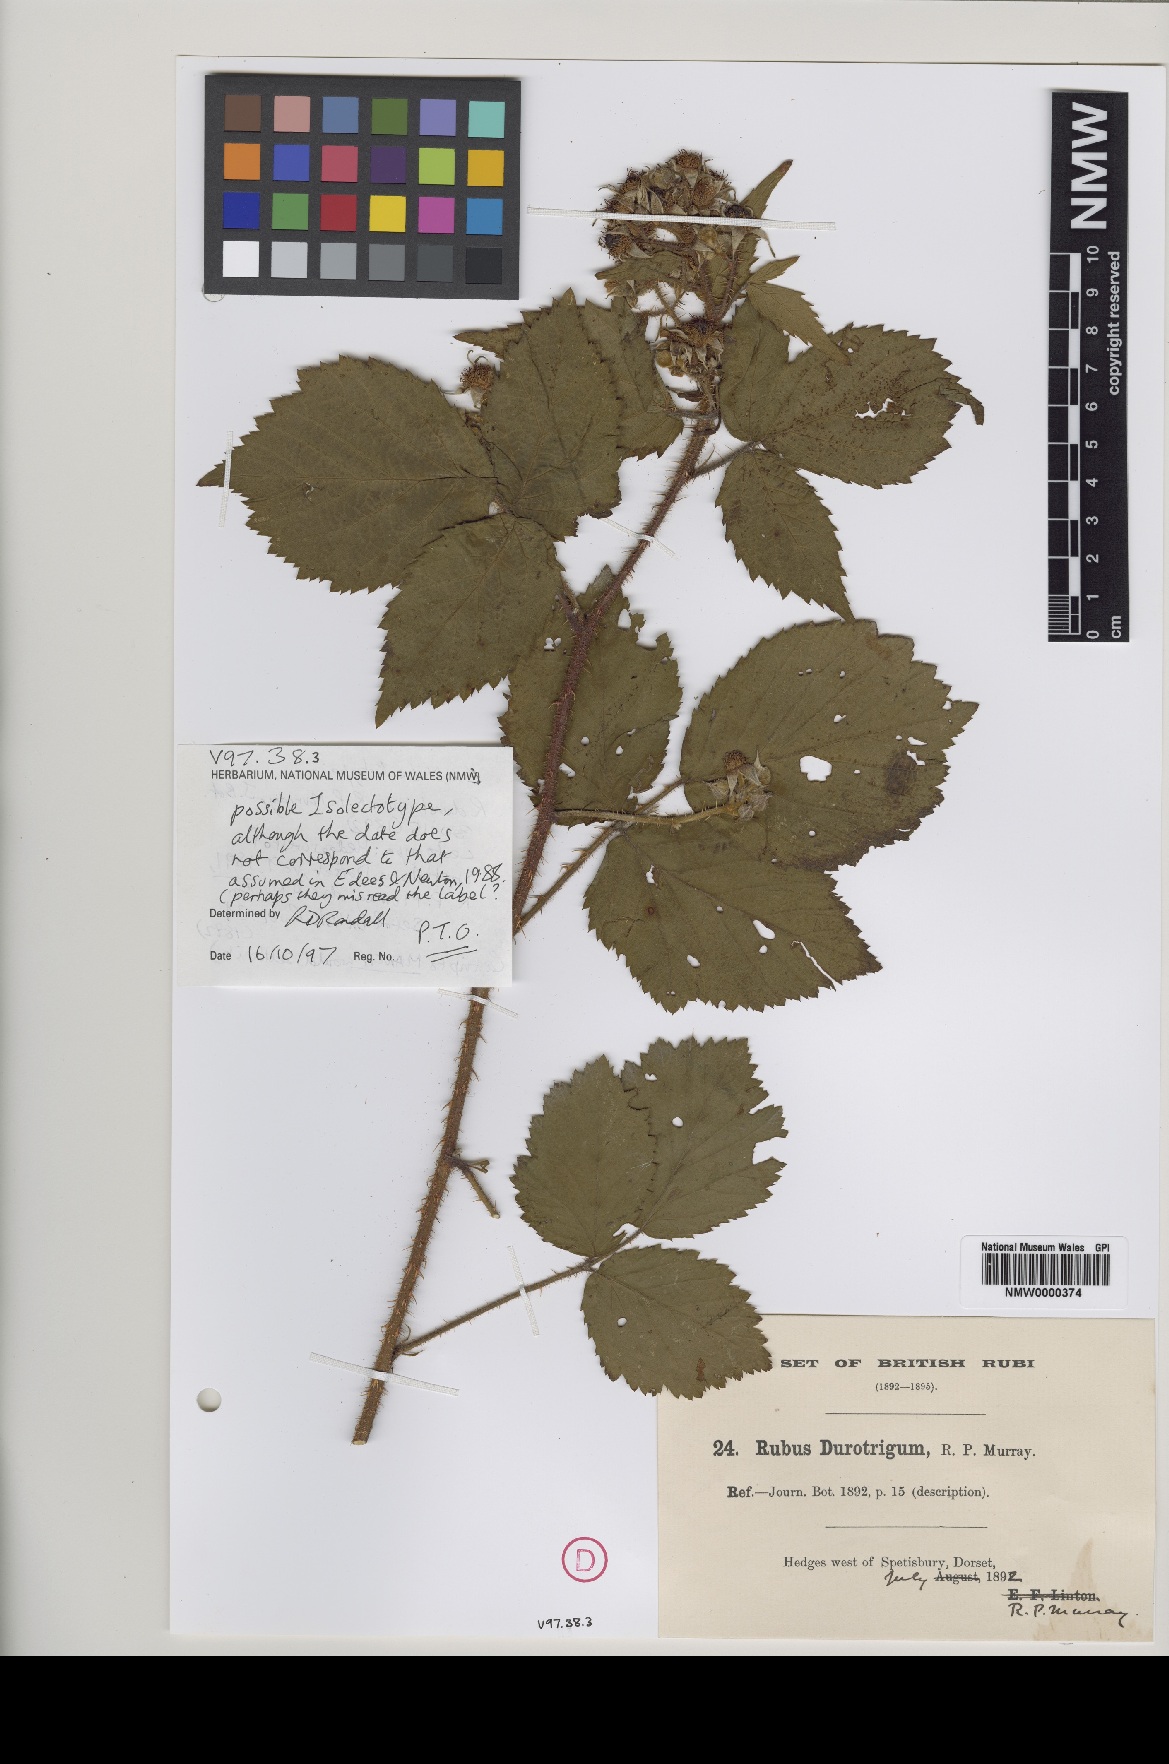 NMW
copyright reserved
10
9
8
7
6
5
4
3
2
1
0
cm
V97.38.3
HERBARIUM, NATIONAL MUSEUM OF WALES (NMW)
possible Isolectotype,
although the date does
not correspond to that
assumed in Edees & Newton, 1988.
(perhaps they misread the label?
Determined by RDRandall
P.T.O.
Date 16/10/97 Reg. No.
National Museum Wales GPI
NMW0000374
SET OF BRITISH RUBI
(1892—1895).
24. Rubus Durotrigum, R. P. Murray.
Ref.—Journ. Bot. 1892, p. 15 (description).
Hedges west of Spetisbury, Dorset,
July August, 1892
E. F. Linton.
R. P. Murray.
D
V97.38.3